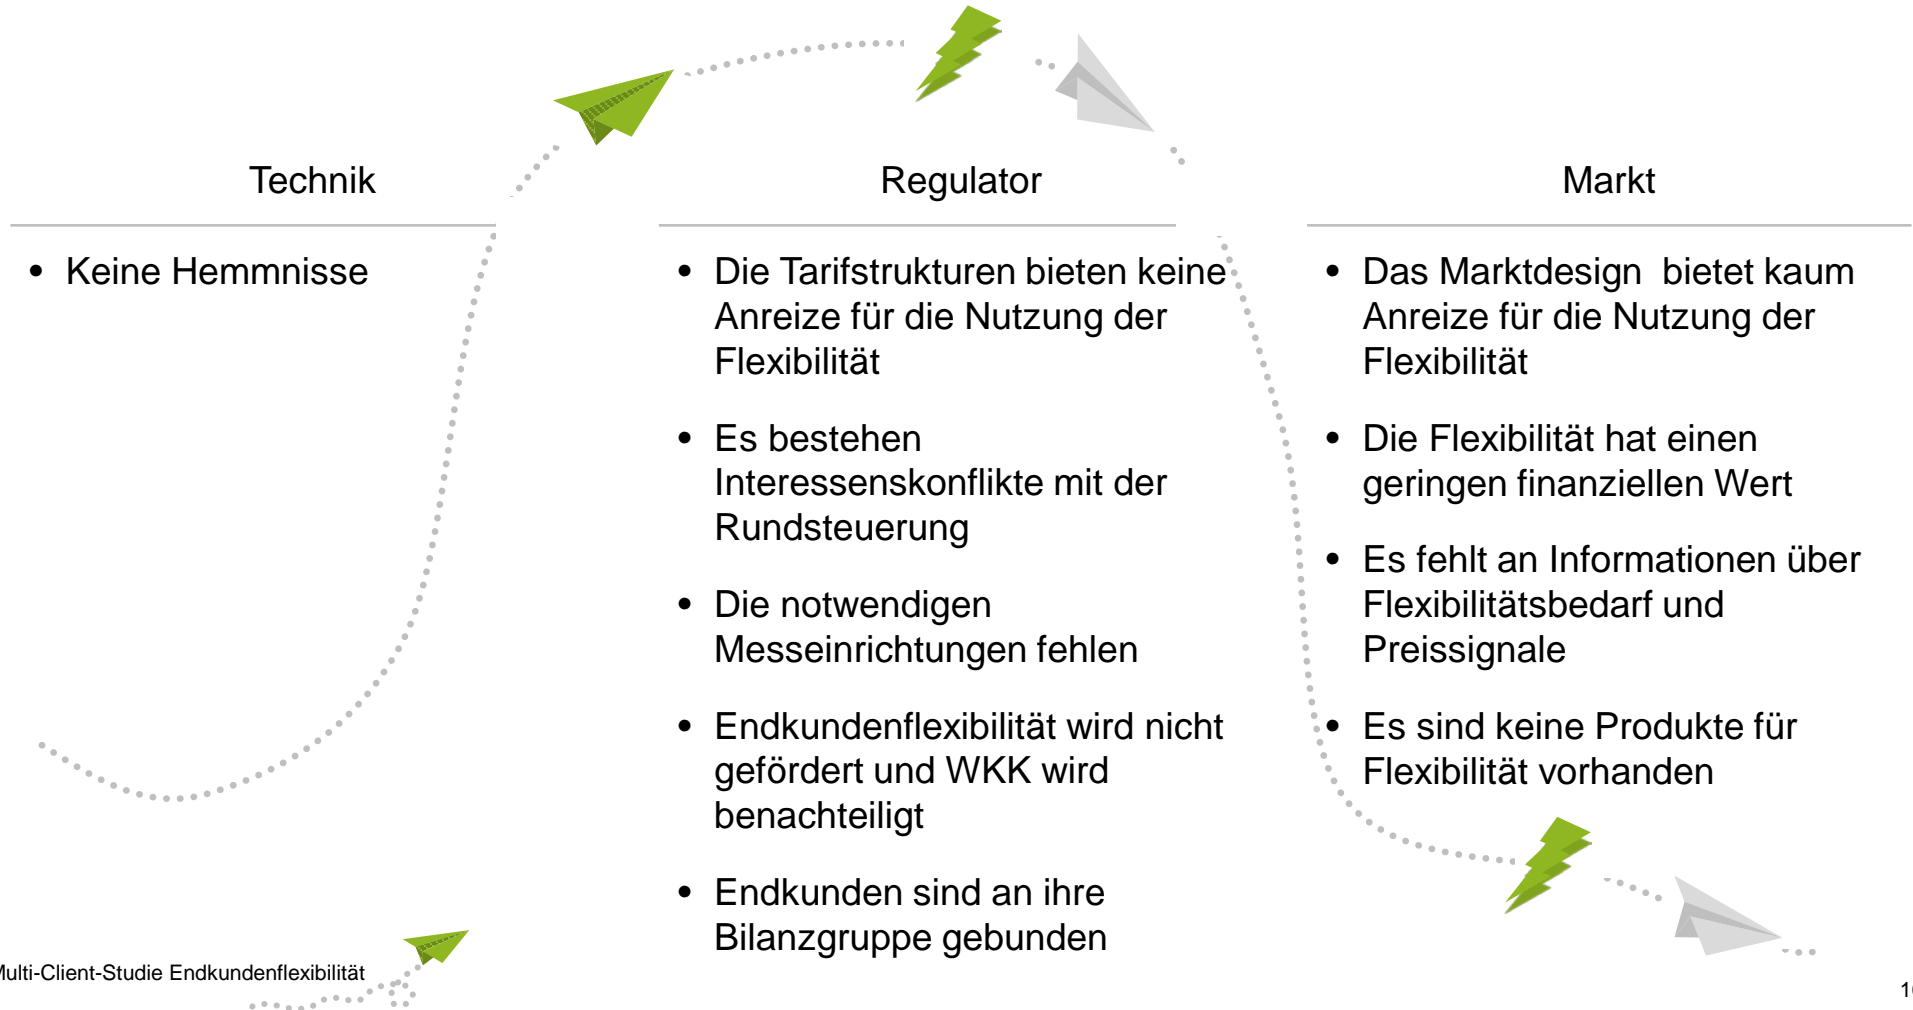 Technik
• Keine Hemmnisse
Regulator
• Die Tarifstrukturen bieten keine
Anreize für die Nutzung der
Flexibilität
• Es bestehen
Interessenskonflikte mit der
Rundsteuerung
• Die notwendigen
Messeinrichtungen fehlen
• Endkundenflexibilität wird nicht
gefördert und WKK wird
benachteiligt
• Endkunden sind an ihre
Bilanzgruppe gebunden
Markt
• Das Marktdesign bietet kaum
Anreize für die Nutzung der
Flexibilität
• Die Flexibilität hat einen
geringen finanziellen Wert
• Es fehlt an Informationen über
Flexibilitätsbedarf und
Preissignale
• Es sind keine Produkte für
Flexibilität vorhanden
Multi-Client-Studie Endkundenflexibilität